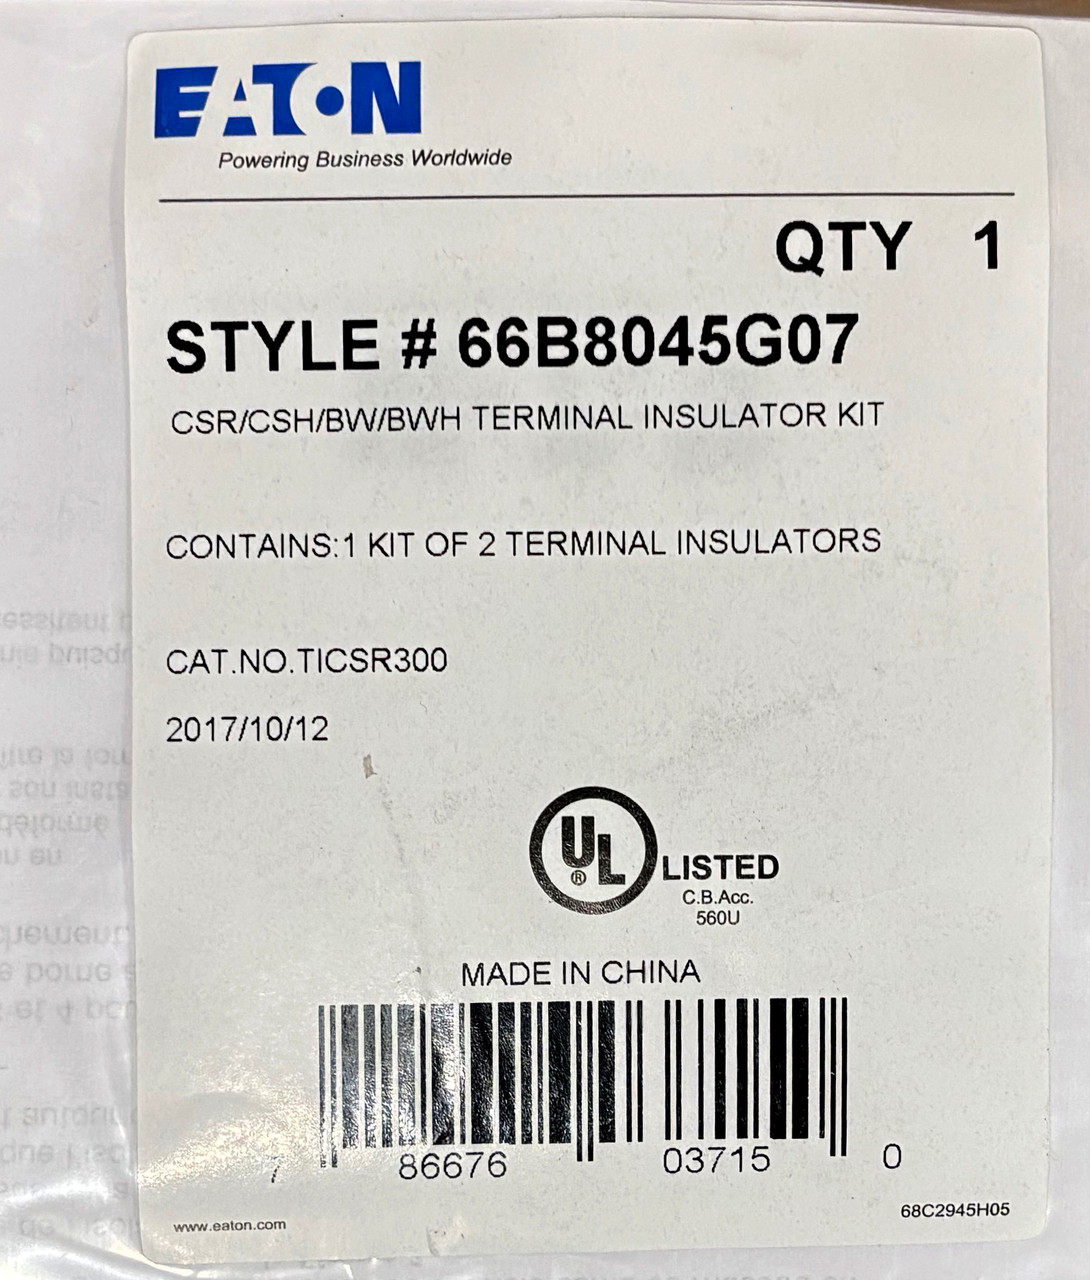 EATON
Powering Business Worldwide
QTY 1
STYLE # 66B8045G07
CSR/CSH/BW/BWH TERMINAL INSULATOR KIT
CONTAINS:1 KIT OF 2 TERMINAL INSULATORS
CAT.NO.TICSR300
2017/10/12
UL
®
LISTED
C.B.Acc.
560U
MADE IN CHINA
7 86676 03715 0
68C2945H05
www.eaton.com